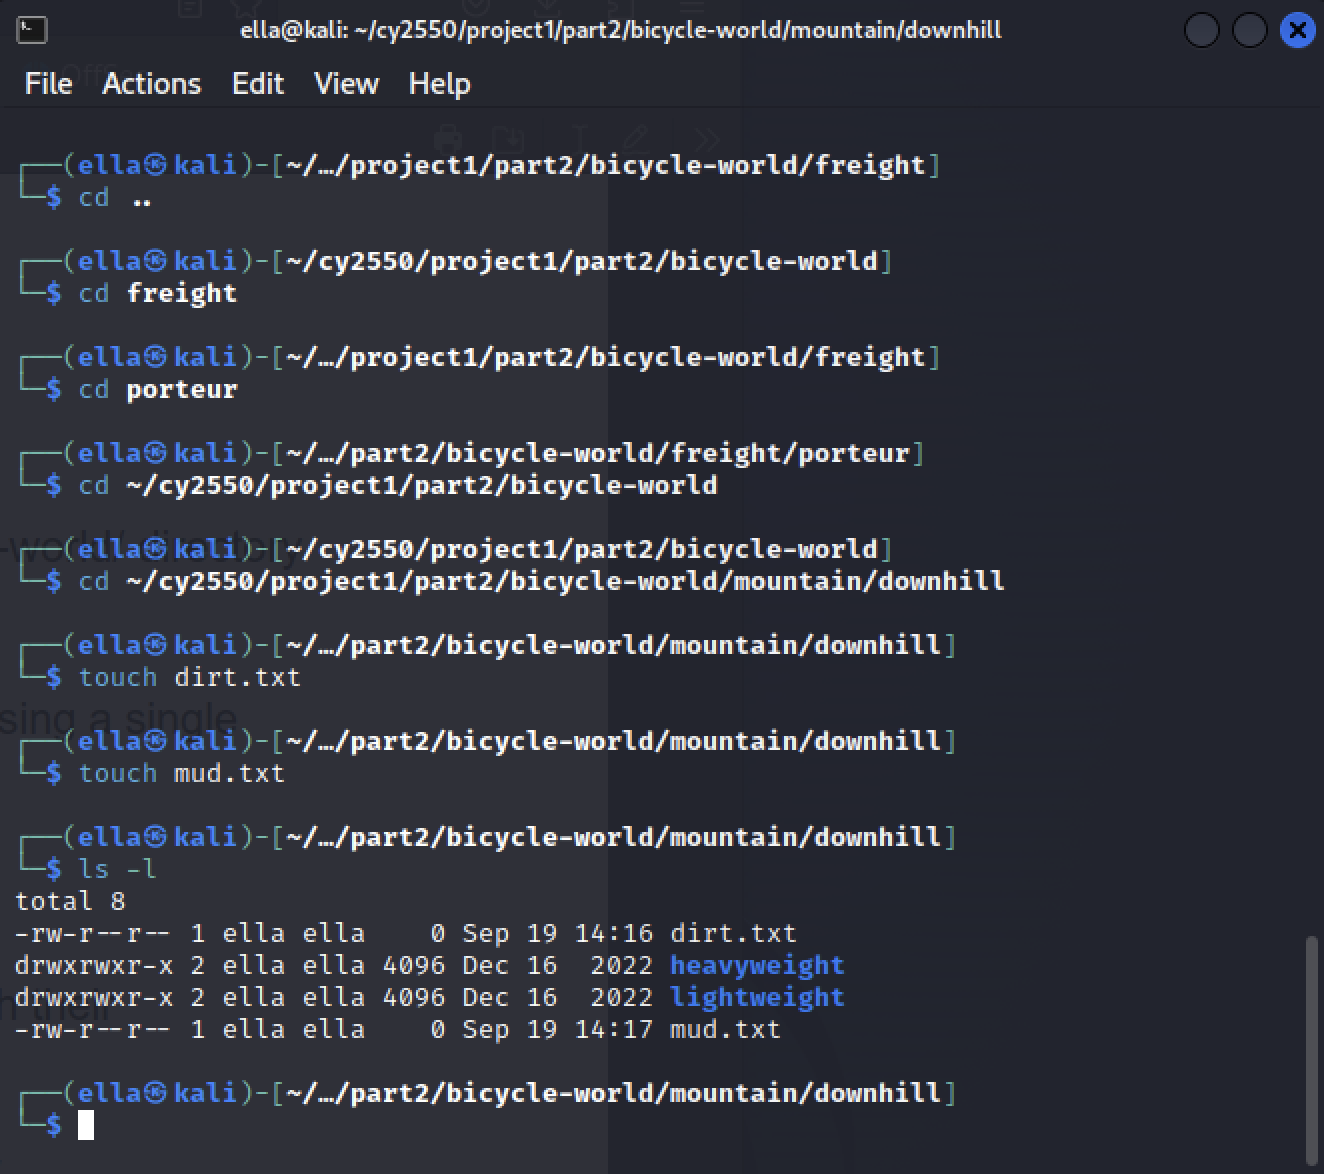 ella@kali: ~/cy2550/project1/part2/bicycle-world/mountain/downhill
File Actions Edit View Help
┌──(ella㉿kali)-[~/…/project1/part2/bicycle-world/freight]
└─$ cd ..
┌──(ella㉿kali)-[~/cy2550/project1/part2/bicycle-world]
└─$ cd freight
┌──(ella㉿kali)-[~/…/project1/part2/bicycle-world/freight]
└─$ cd porteur
┌──(ella㉿kali)-[~/…/part2/bicycle-world/freight/porteur]
└─$ cd ~/cy2550/project1/part2/bicycle-world
-world/ directory
┌──(ella㉿kali)-[~/cy2550/project1/part2/bicycle-world]
└─$ cd ~/cy2550/project1/part2/bicycle-world/mountain/downhill
┌──(ella㉿kali)-[~/…/part2/bicycle-world/mountain/downhill]
└─$ touch dirt.txt
sing a single
┌──(ella㉿kali)-[~/…/part2/bicycle-world/mountain/downhill]
└─$ touch mud.txt
┌──(ella㉿kali)-[~/…/part2/bicycle-world/mountain/downhill]
└─$ ls -l
total 8
-rw-r--r-- 1 ella ella    0 Sep 19 14:16 dirt.txt
drwxrwxr-x 2 ella ella 4096 Dec 16  2022 heavyweight
drwxrwxr-x 2 ella ella 4096 Dec 16  2022 lightweight
h their
-rw-r--r-- 1 ella ella    0 Sep 19 14:17 mud.txt
┌──(ella㉿kali)-[~/…/part2/bicycle-world/mountain/downhill]
└─$